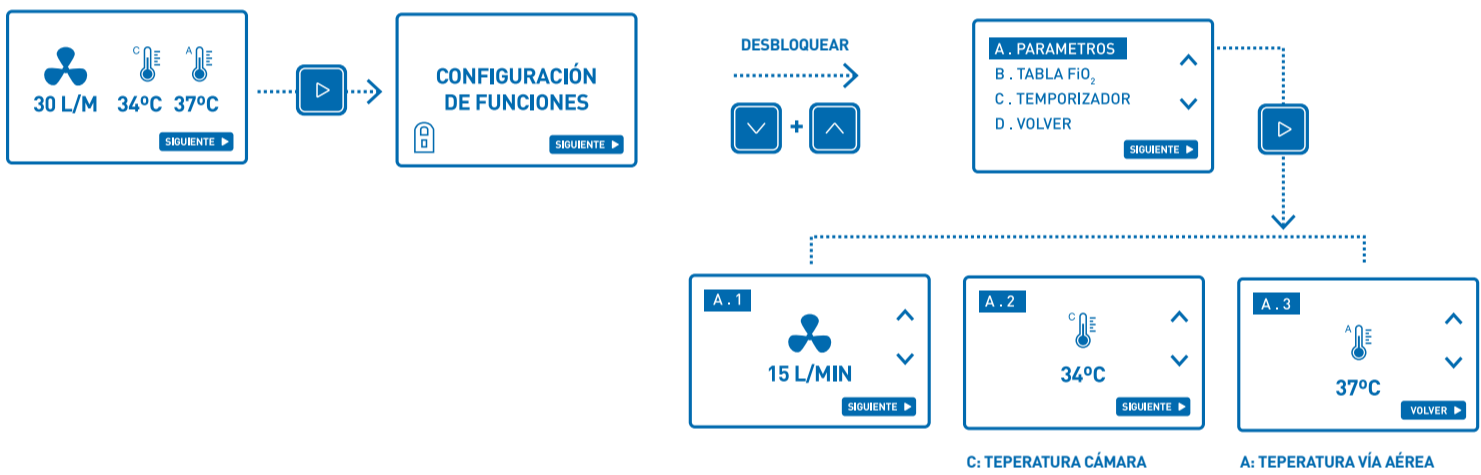 C A
30 L/M 34ºC 37ºC
SIGUIENTE ▶
CONFIGURACIÓN
DE FUNCIONES
SIGUIENTE ▶
DESBLOQUEAR
+
A . PARAMETROS
B . TABLA FiO₂
C . TEMPORIZADOR
D . VOLVER
SIGUIENTE ▶
A . 1
15 L/MIN
SIGUIENTE ▶
A . 2
C
34ºC
SIGUIENTE ▶
C: TEPERATURA CÁMARA
A . 3
A
37ºC
VOLVER ▶
A: TEPERATURA VÍA AÉREA